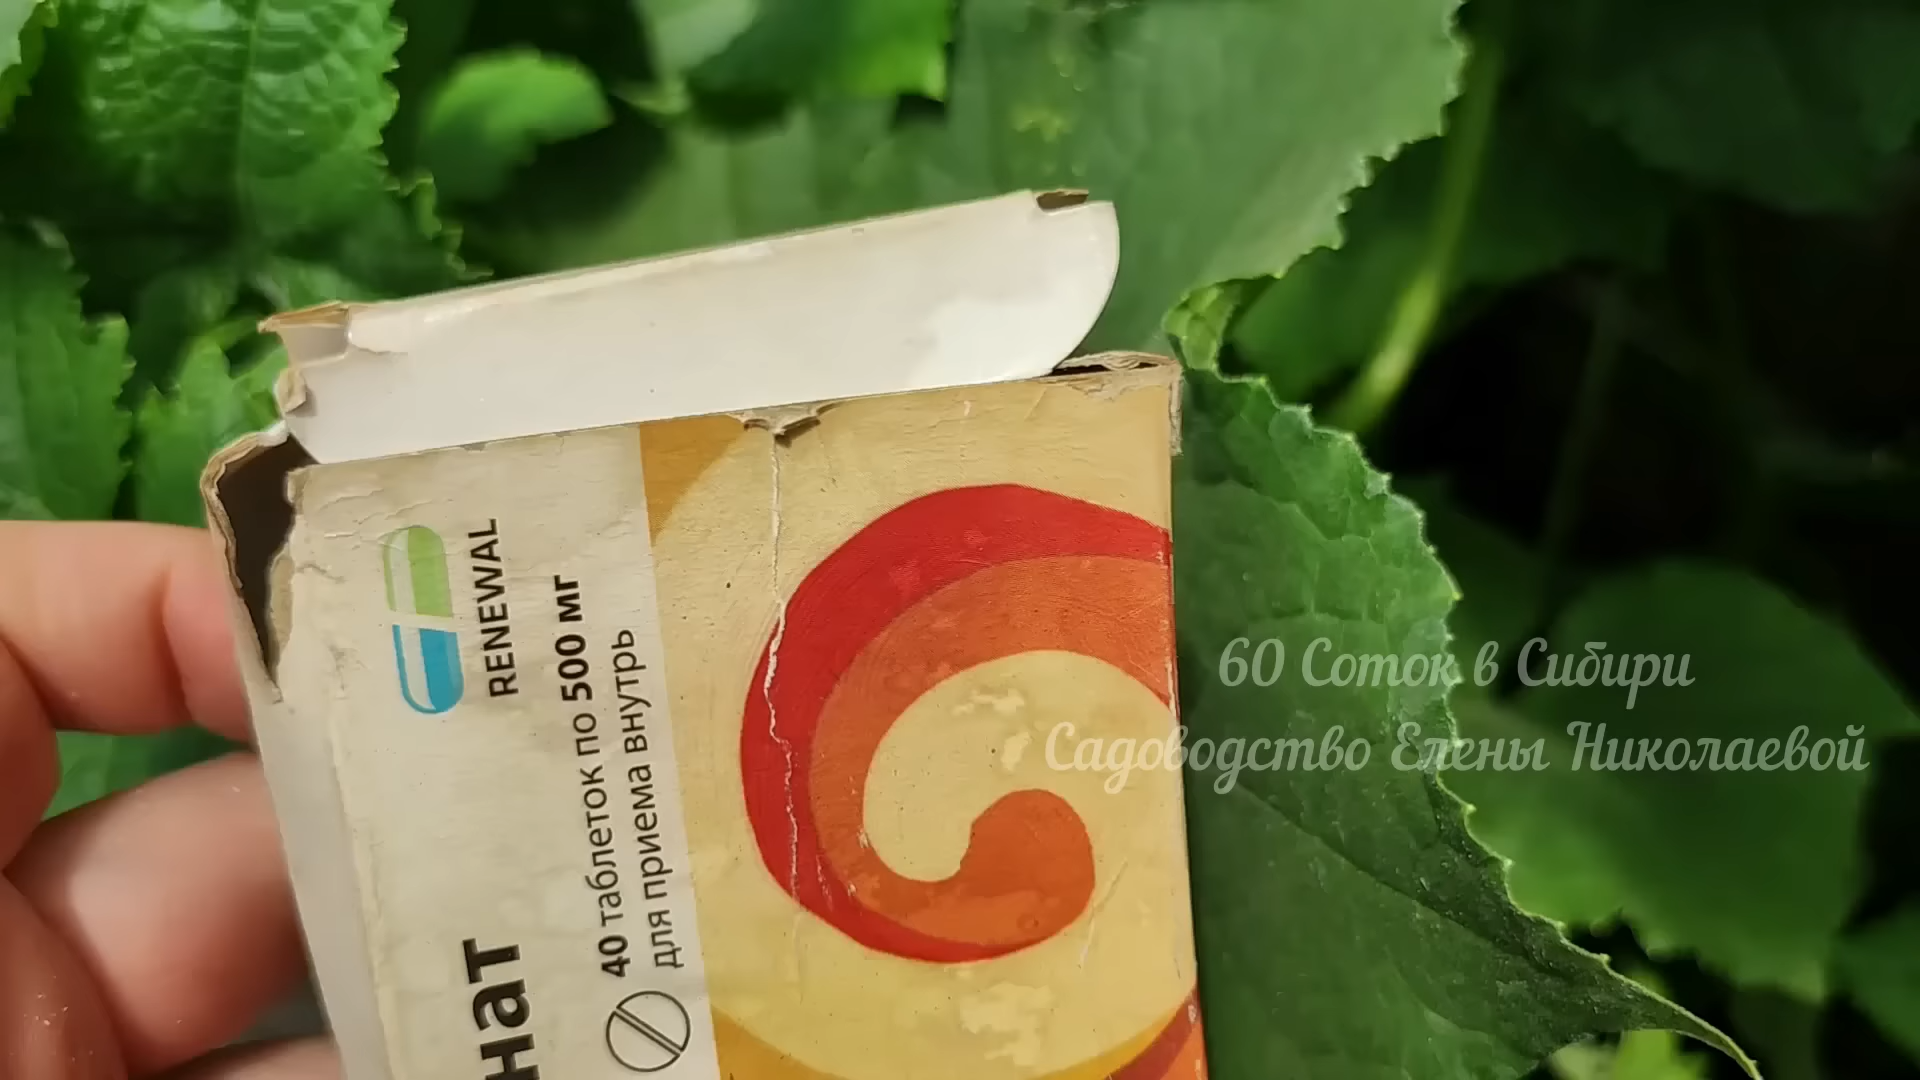 RENEWAL
40 таблеток по 500 мг
для приема внутрь
нат
60 Соток в Сибири
Садоводство Елены Николаевой